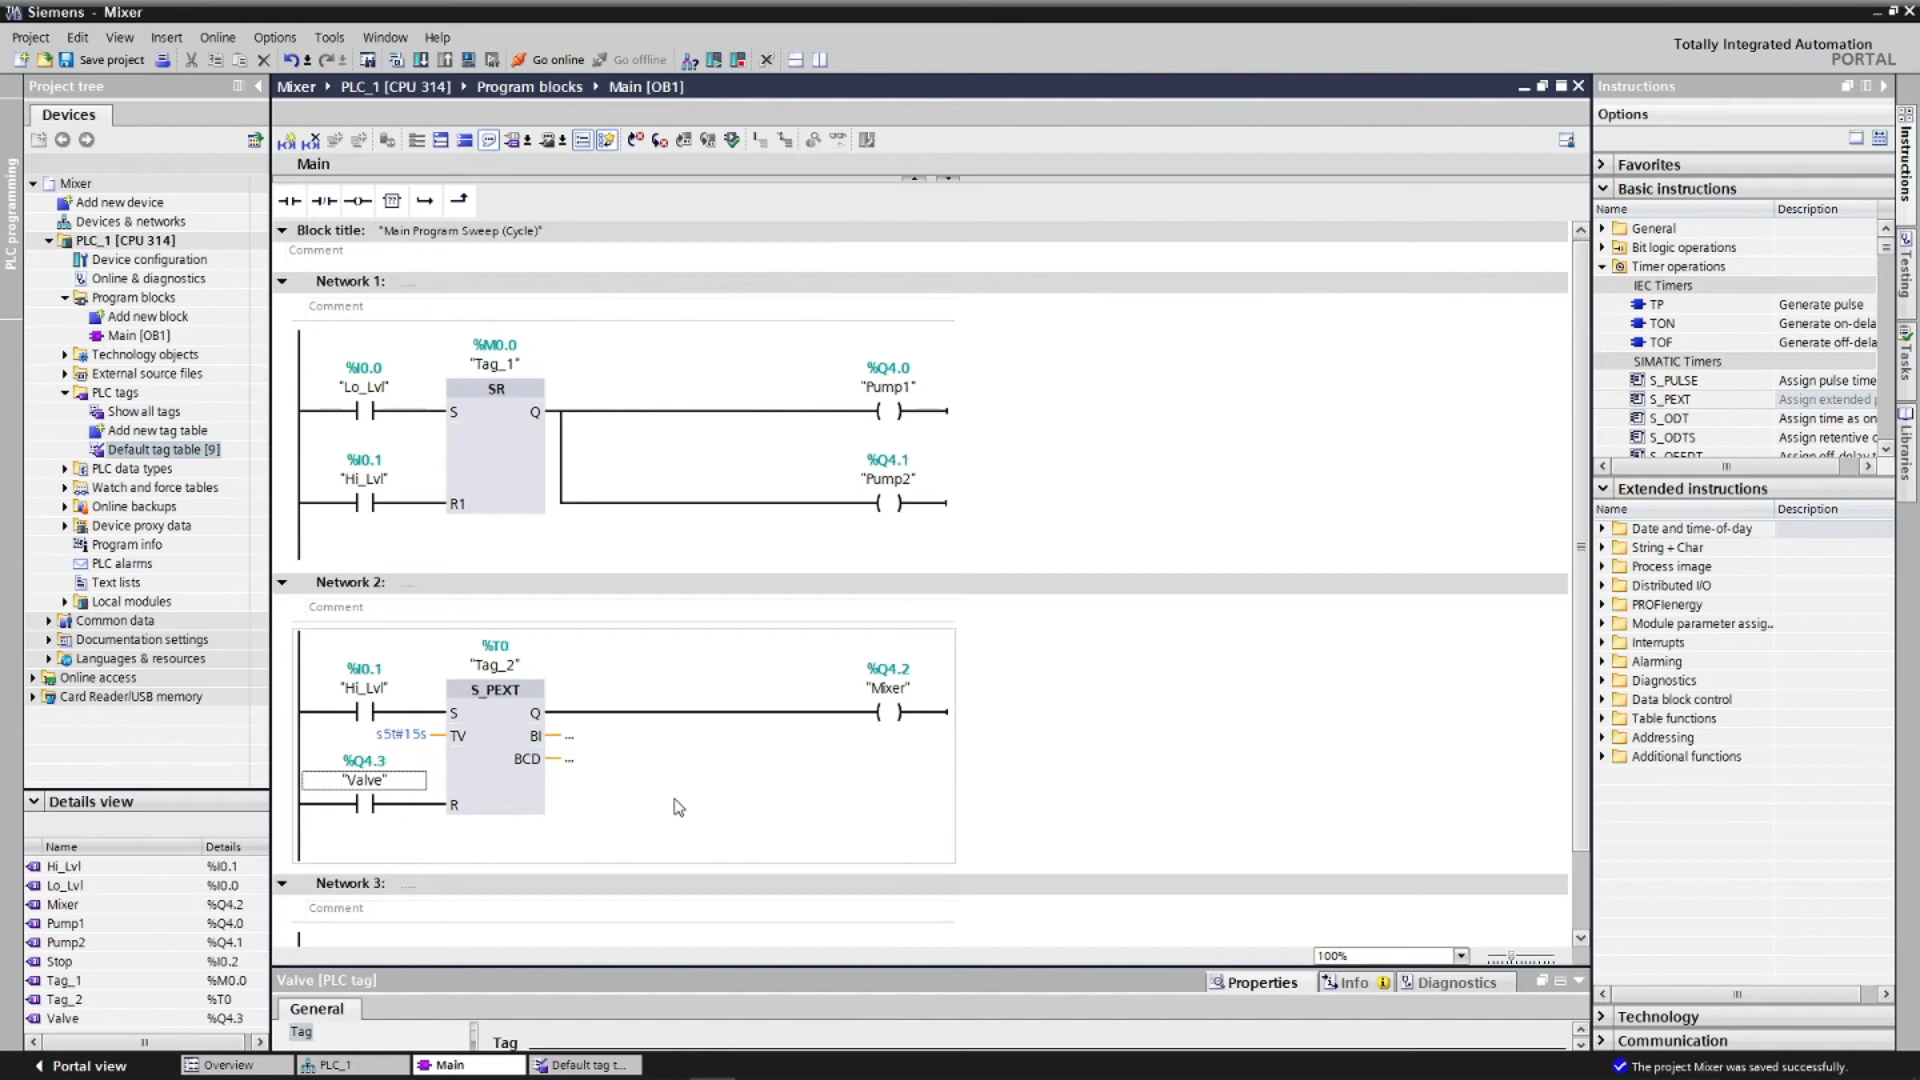 Siemens - Mixer
Project Edit View Insert Online Options Tools Window Help
Totally Integrated Automation
PORTAL
Save project
Go online
Go offline
Project tree
Mixer PLC_1 [CPU 314] Program blocks Main [OB1]
Instructions
Devices
Options
PLC programming
Main
Mixer
Add new device
Devices & networks
PLC_1 [CPU 314]
Device configuration
Online & diagnostics
Program blocks
Add new block
Main [OB1]
Technology objects
External source files
PLC tags
Show all tags
Add new tag table
Default tag table [9]
PLC data types
Watch and force tables
Online backups
Device proxy data
Program info
PLC alarms
Text lists
Local modules
Common data
Documentation settings
Languages & resources
Online access
Card Reader/USB memory
Details view
Name Details
Hi_Lvl %I0.1
Lo_Lvl %I0.0
Mixer %Q4.2
Pump1 %Q4.0
Pump2 %Q4.1
Stop %I0.2
Tag_1 %M0.0
Tag_2 %T0
Valve %Q4.3
??
Block title: "Main Program Sweep (Cycle)"
Comment
Network 1: .....
Comment
%M0.0
"Tag_1"
%I0.0
"Lo_Lvl"
SR
%Q4.0
"Pump1"
S Q
%I0.1
"Hi_Lvl"
%Q4.1
"Pump2"
R1
Network 2: .....
Comment
%T0
"Tag_2"
%I0.1
"Hi_Lvl"
S_PEXT
%Q4.2
"Mixer"
S Q
s5t#15s TV BI ...
%Q4.3 BCD ...
"Valve"
R
Network 3: .....
Comment
100%
Valve [PLC tag]
Properties Info Diagnostics
General
Tag
Tag
Favorites
Basic instructions
Name Description
General
Bit logic operations
Timer operations
IEC Timers
TP Generate pulse
TON Generate on-dela
TOF Generate off-dela
SIMATIC Timers
S_PULSE Assign pulse time
S_PEXT Assign extended p
S_ODT Assign time as on
S_ODTS Assign retentive o
S_OFFDT Assign off-delay t
Extended instructions
Name Description
Date and time-of-day
String + Char
Process image
Distributed I/O
PROFIenergy
Module parameter assig..
Interrupts
Alarming
Diagnostics
Data block control
Table functions
Addressing
Additional functions
Technology
Communication
Instructions
Testing
Tasks
Libraries
Portal view
Overview
PLC_1
Main
Default tag t...
The project Mixer was saved successfully.